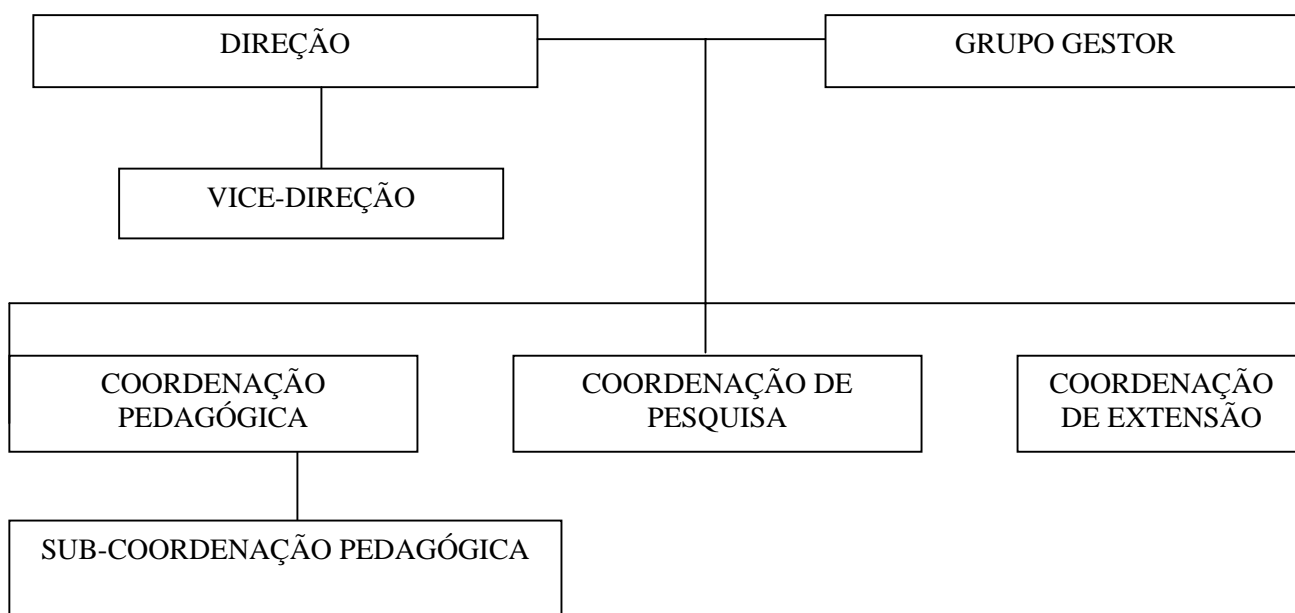 DIREÇÃO
GRUPO GESTOR
VICE-DIREÇÃO
COORDENAÇÃO
PEDAGÓGICA
COORDENAÇÃO DE
PESQUISA
COORDENAÇÃO
DE EXTENSÃO
SUB-COORDENAÇÃO PEDAGÓGICA